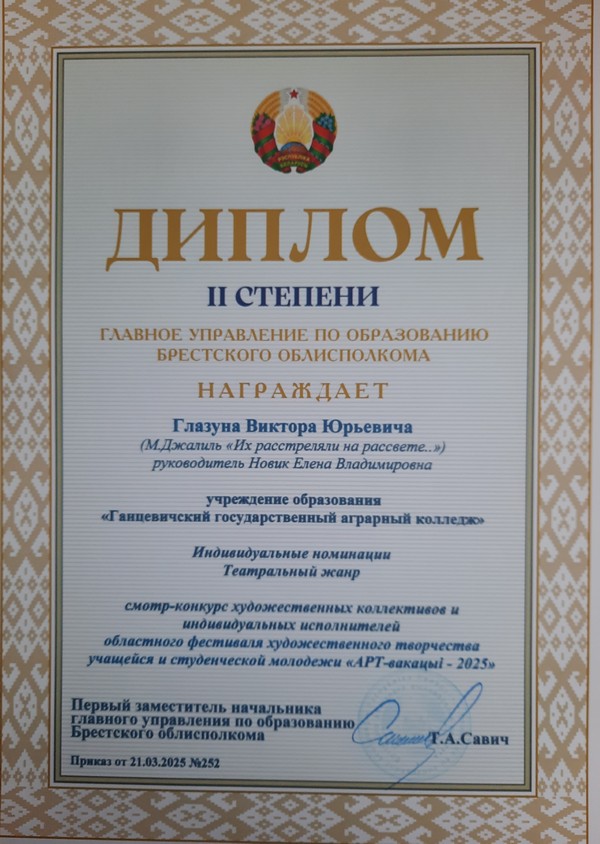 РЭСПУБЛІКА
БЕЛАРУСЬ
ДИПЛОМ
II СТЕПЕНИ
ГЛАВНОЕ УПРАВЛЕНИЕ ПО ОБРАЗОВАНИЮ
БРЕСТСКОГО ОБЛИСПОЛКОМА
НАГРАЖДАЕТ
Глазуна Виктора Юрьевича
(М.Джалиль «Их расстреляли на рассвете..»)
руководитель Новик Елена Владимировна
учреждение образования
«Ганцевичский государственный аграрный колледж»
Индивидуальные номинации
Театральный жанр
смотр-конкурс художественных коллективов и
индивидуальных исполнителей
областного фестиваля художественного творчества
учащейся и студенческой молодежи «АРТ-вакацыі - 2025»
Первый заместитель начальника
главного управления по образованию
Брестского облисполкома
Т.А.Савич
Приказ от 21.03.2025 №252